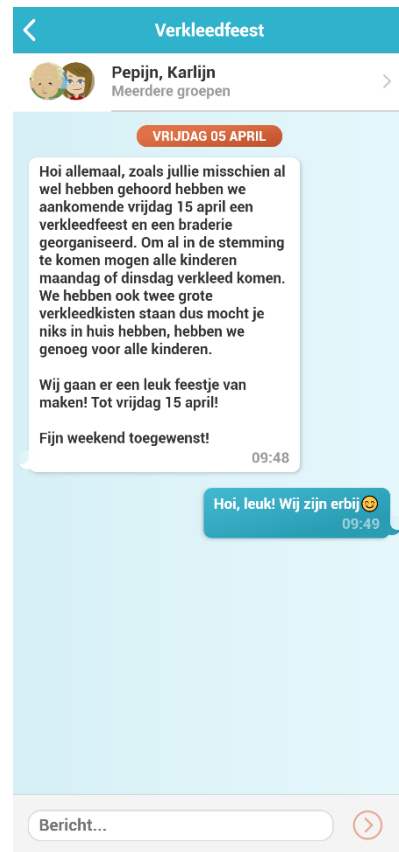 Verkleedfeest
Pepijn, Karlijn
Meerdere groepen
VRIJDAG 05 APRIL
Hoi allemaal, zoals jullie misschien al
wel hebben gehoord hebben we
aankomende vrijdag 15 april een
verkleedfeest en een braderie
georganiseerd. Om al in de stemming
te komen mogen alle kinderen
maandag of dinsdag verkleed komen.
We hebben ook twee grote
verkleedkisten staan dus mocht je
niks in huis hebben, hebben we
genoeg voor alle kinderen.
Wij gaan er een leuk feestje van
maken! Tot vrijdag 15 april!
Fijn weekend toegewenst!
09:48
Hoi, leuk! Wij zijn erbij😊
09:49
Bericht...